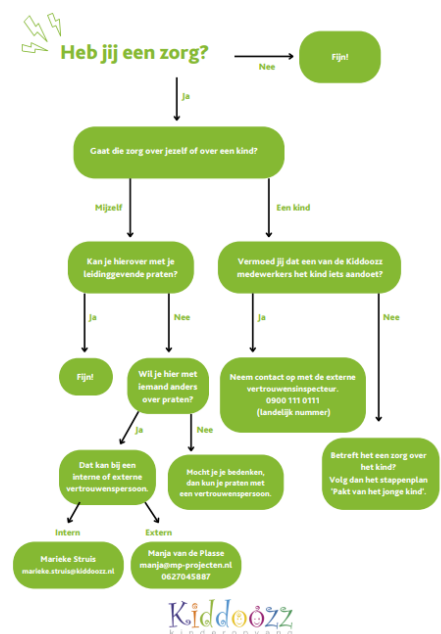 Heb jij een zorg?
Nee
Fijn!
Ja
Gaat die zorg over jezelf of over een kind?
Mijzelf
Een kind
Kan je hierover met je
leidinggevende praten?
Vermoed jij dat een van de Kiddoozz
medewerkers het kind iets aandoet?
Ja
Nee
Ja
Nee
Fijn!
Wil je hier met
iemand anders
over praten?
Neem contact op met de externe
vertrouwensinspecteur.
0900 111 0111
(landelijk nummer)
Ja
Nee
Betreft het een zorg over
het kind?
Volg dan het stappenplan
'Pakt van het jonge kind'.
Dat kan bij een
interne of externe
vertrouwenspersoon.
Mocht je je bedenken,
dan kun je praten met
een vertrouwenspersoon.
Intern
Extern
Marieke Struis
marieke.struis@kiddoozz.nl
Manja van de Plasse
manja@mp-projecten.nl
0627045887
Kiddoozz
kinderopvang